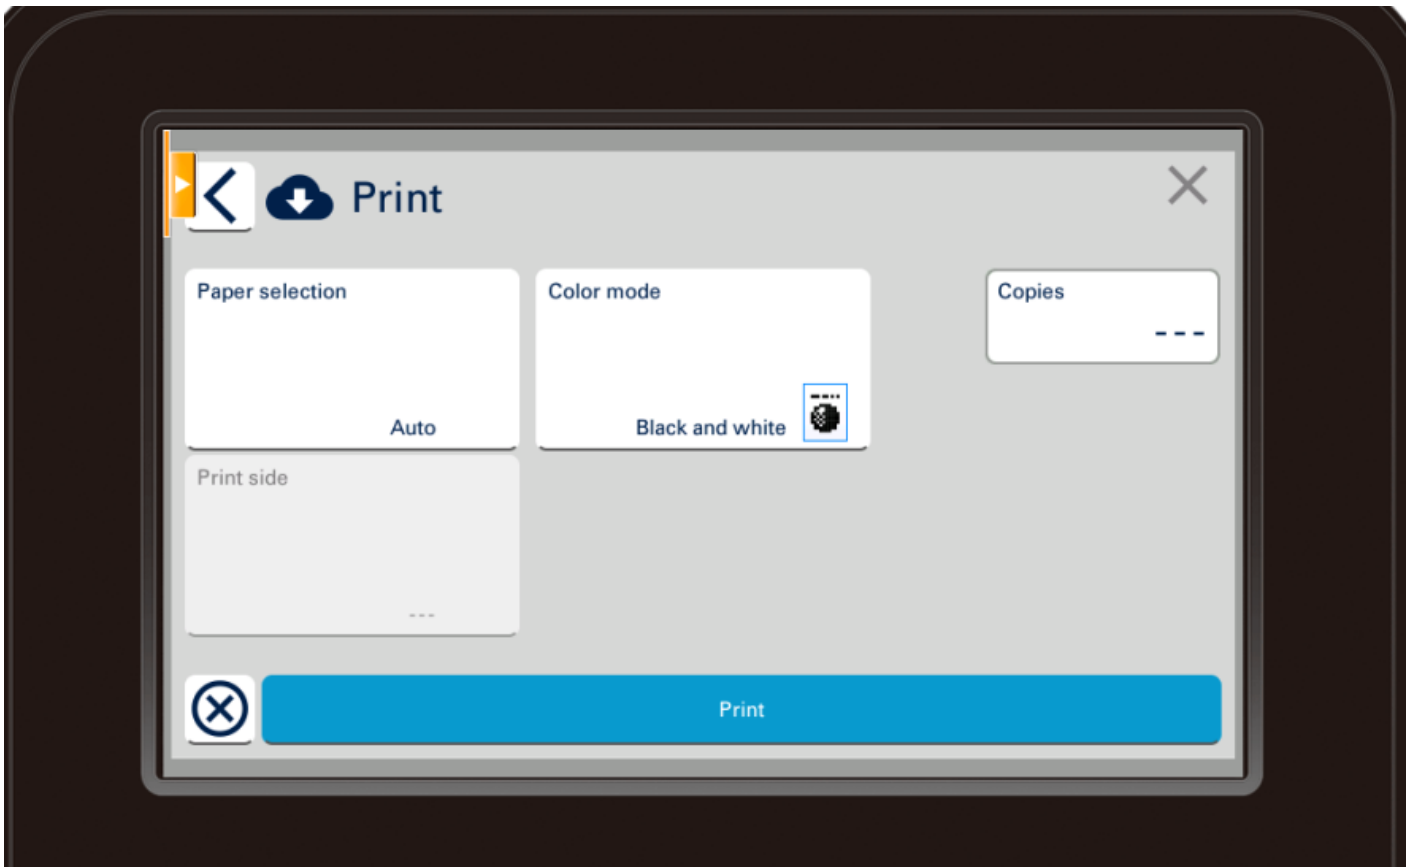 Print
Paper selection
Auto
Color mode
Black and white
Copies
---
Print side
---
Print